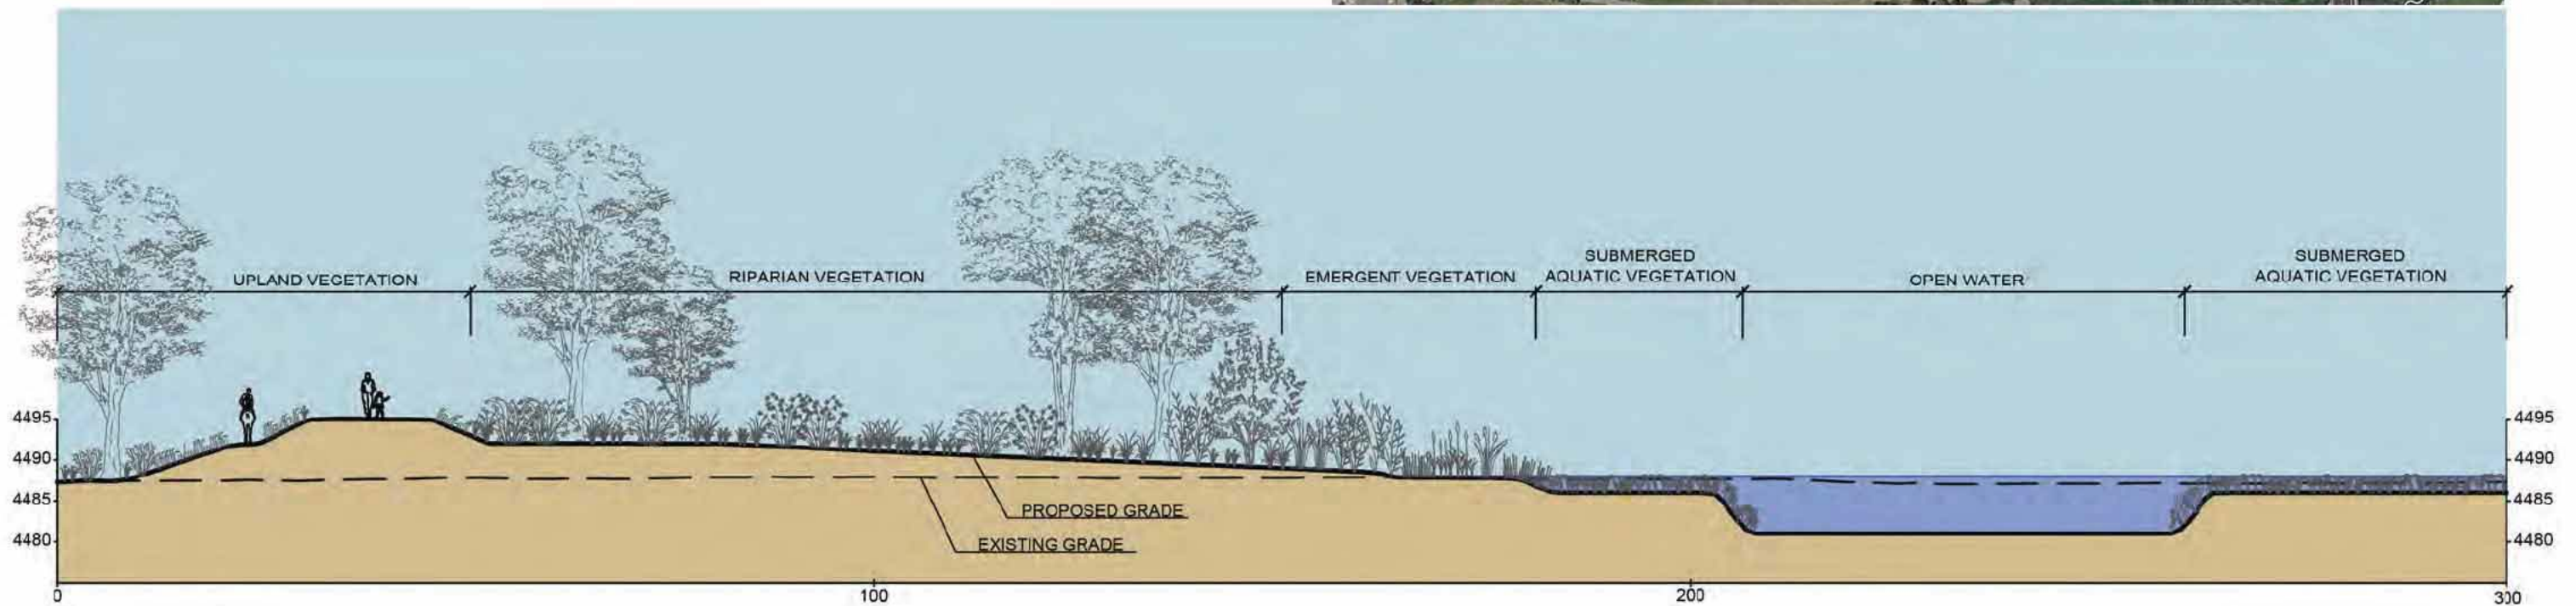 UPLAND VEGETATION
RIPARIAN VEGETATION
EMERGENT VEGETATION
SUBMERGED
AQUATIC VEGETATION
OPEN WATER
SUBMERGED
AQUATIC VEGETATION
4495
4490
4485
4480
4495
4490
4485
4480
PROPOSED GRADE
EXISTING GRADE
0
100
200
300